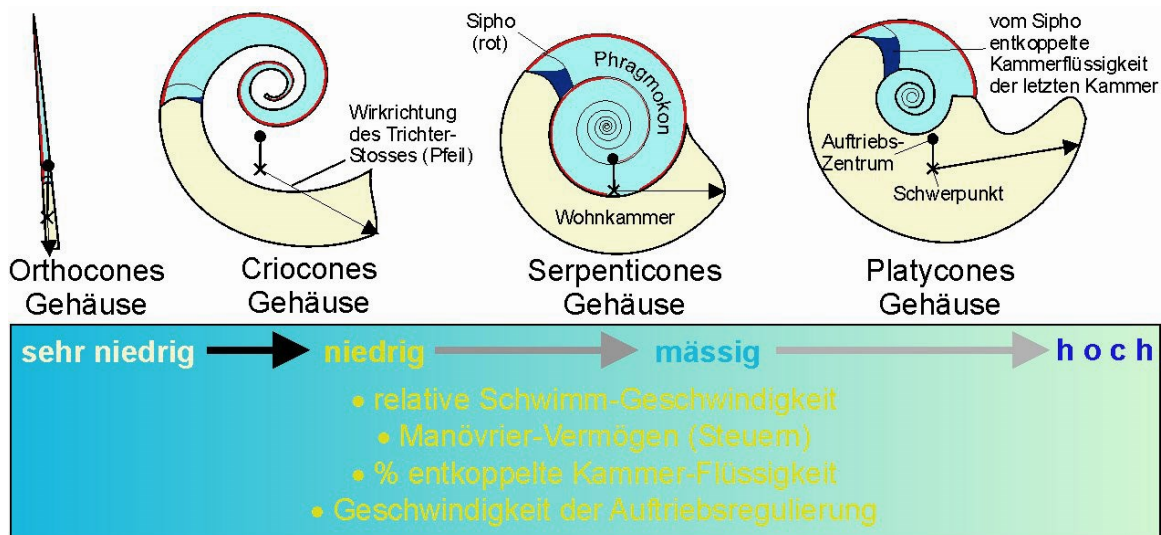 Sipho
(rot)
Phragmokon
vom Sipho
entkoppelte
Kammerflüssigkeit
der letzten Kammer
Wirkrichtung
des Trichter-
Stosses (Pfeil)
Auftriebs-
Zentrum
Schwerpunkt
Wohnkammer
Orthocones
Gehäuse
Criocones
Gehäuse
Serpenticones
Gehäuse
Platycones
Gehäuse
sehr niedrig
niedrig
mässig
hoch
• relative Schwimm-Geschwindigkeit
• Manövrier-Vermögen (Steuern)
• % entkoppelte Kammer-Flüssigkeit
• Geschwindigkeit der Auftriebsregulierung